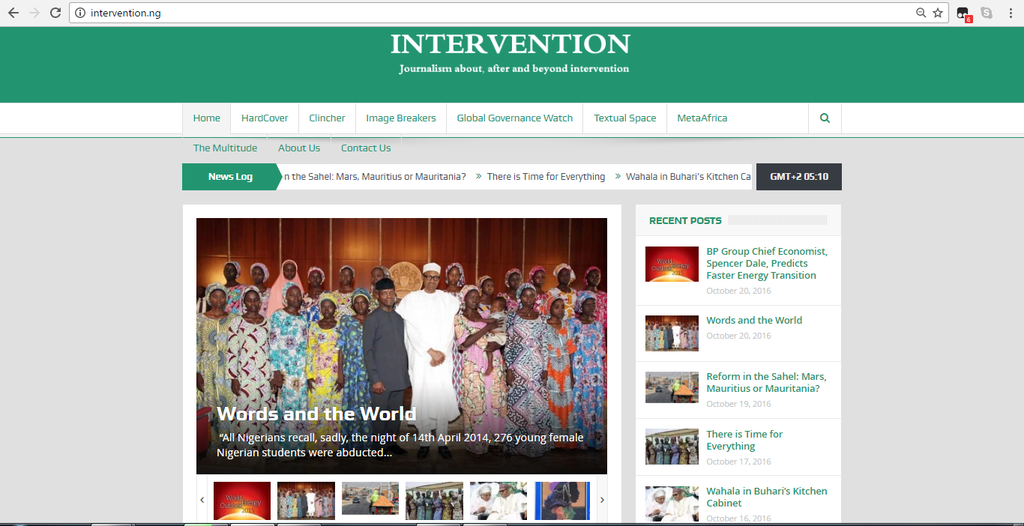 intervention.ng
6
INTERVENTION
Journalism about, after and beyond intervention
Home
HardCover
Clincher
Image Breakers
Global Governance Watch
Textual Space
MetaAfrica
The Multitude
About Us
Contact Us
News Log
n the Sahel: Mars, Mauritius or Mauritania?
» There is Time for Everything
» Wahala in Buhari's Kitchen Ca
GMT+2 05:10
Words and the World
“All Nigerians recall, sadly, the night of 14th April 2014, 276 young female
Nigerian students were abducted...
RECENT POSTS
BP Group Chief Economist,
Spencer Dale, Predicts
Faster Energy Transition
October 20, 2016
Words and the World
October 20, 2016
Reform in the Sahel: Mars,
Mauritius or Mauritania?
October 19, 2016
There is Time for
Everything
October 17, 2016
Wahala in Buhari's Kitchen
Cabinet
October 16, 2016